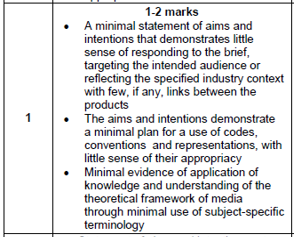 1-2 marks
• A minimal statement of aims and
intentions that demonstrates little
sense of responding to the brief,
targeting the intended audience or
reflecting the specified industry context
with few, if any, links between the
products
1
• The aims and intentions demonstrate
a minimal plan for a use of codes,
conventions and representations, with
little sense of their appropriacy
• Minimal evidence of application of
knowledge and understanding of the
theoretical framework of media
through minimal use of subject-specific
terminology